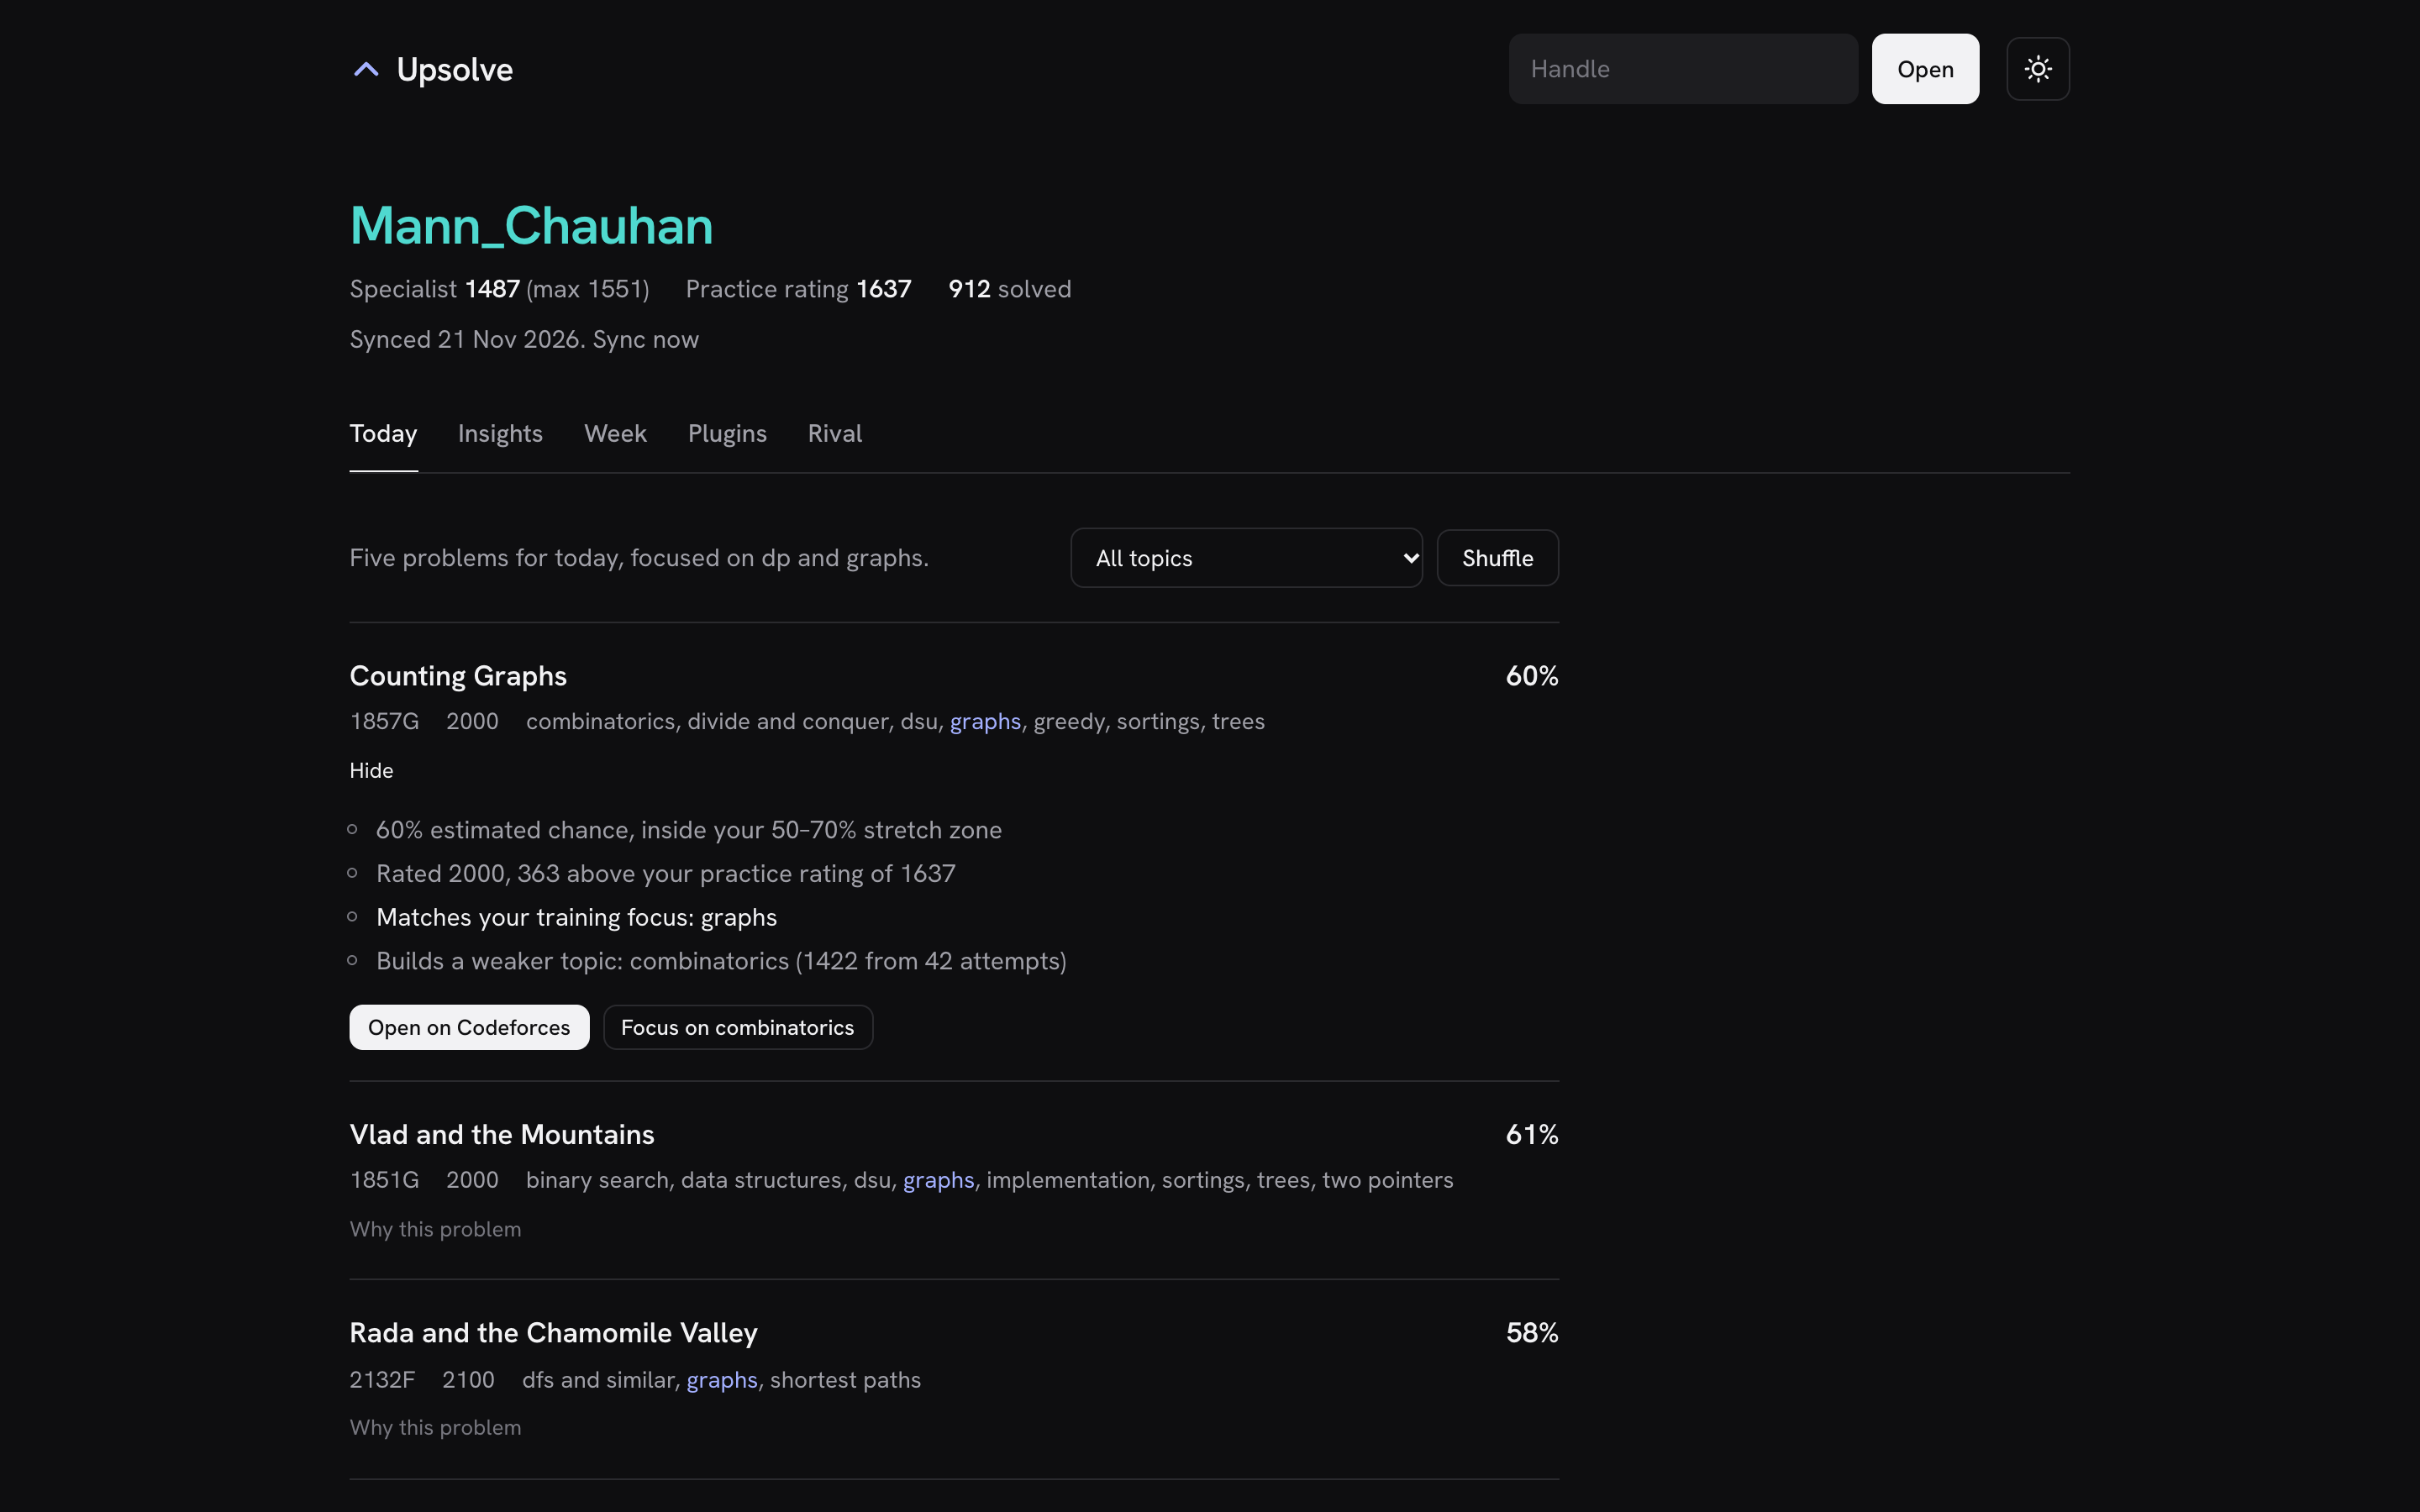 Upsolve
Handle
Open
Mann_Chauhan
Specialist 1487 (max 1551) Practice rating 1637 912 solved
Synced 21 Nov 2026. Sync now
Today Insights Week Plugins Rival
Five problems for today, focused on dp and graphs.
All topics
Shuffle
Counting Graphs 60%
1857G 2000 combinatorics, divide and conquer, dsu, graphs, greedy, sortings, trees
Hide
60% estimated chance, inside your 50–70% stretch zone
Rated 2000, 363 above your practice rating of 1637
Matches your training focus: graphs
Builds a weaker topic: combinatorics (1422 from 42 attempts)
Open on Codeforces
Focus on combinatorics
Vlad and the Mountains 61%
1851G 2000 binary search, data structures, dsu, graphs, implementation, sortings, trees, two pointers
Why this problem
Rada and the Chamomile Valley 58%
2132F 2100 dfs and similar, graphs, shortest paths
Why this problem